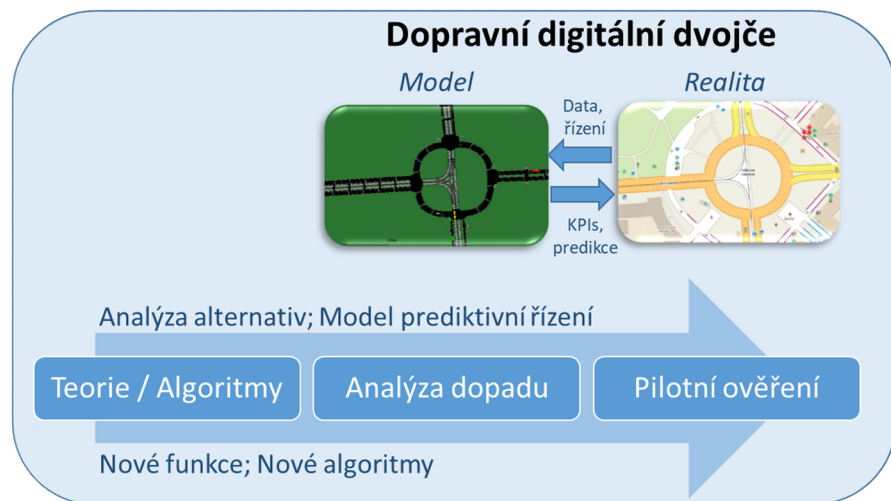 Dopravní digitální dvojče
Model
Realita
Data,
řízení
KPIs,
predikce
Analýza alternativ; Model prediktivní řízení
Teorie / Algoritmy
Analýza dopadu
Pilotní ověření
Nové funkce; Nové algoritmy